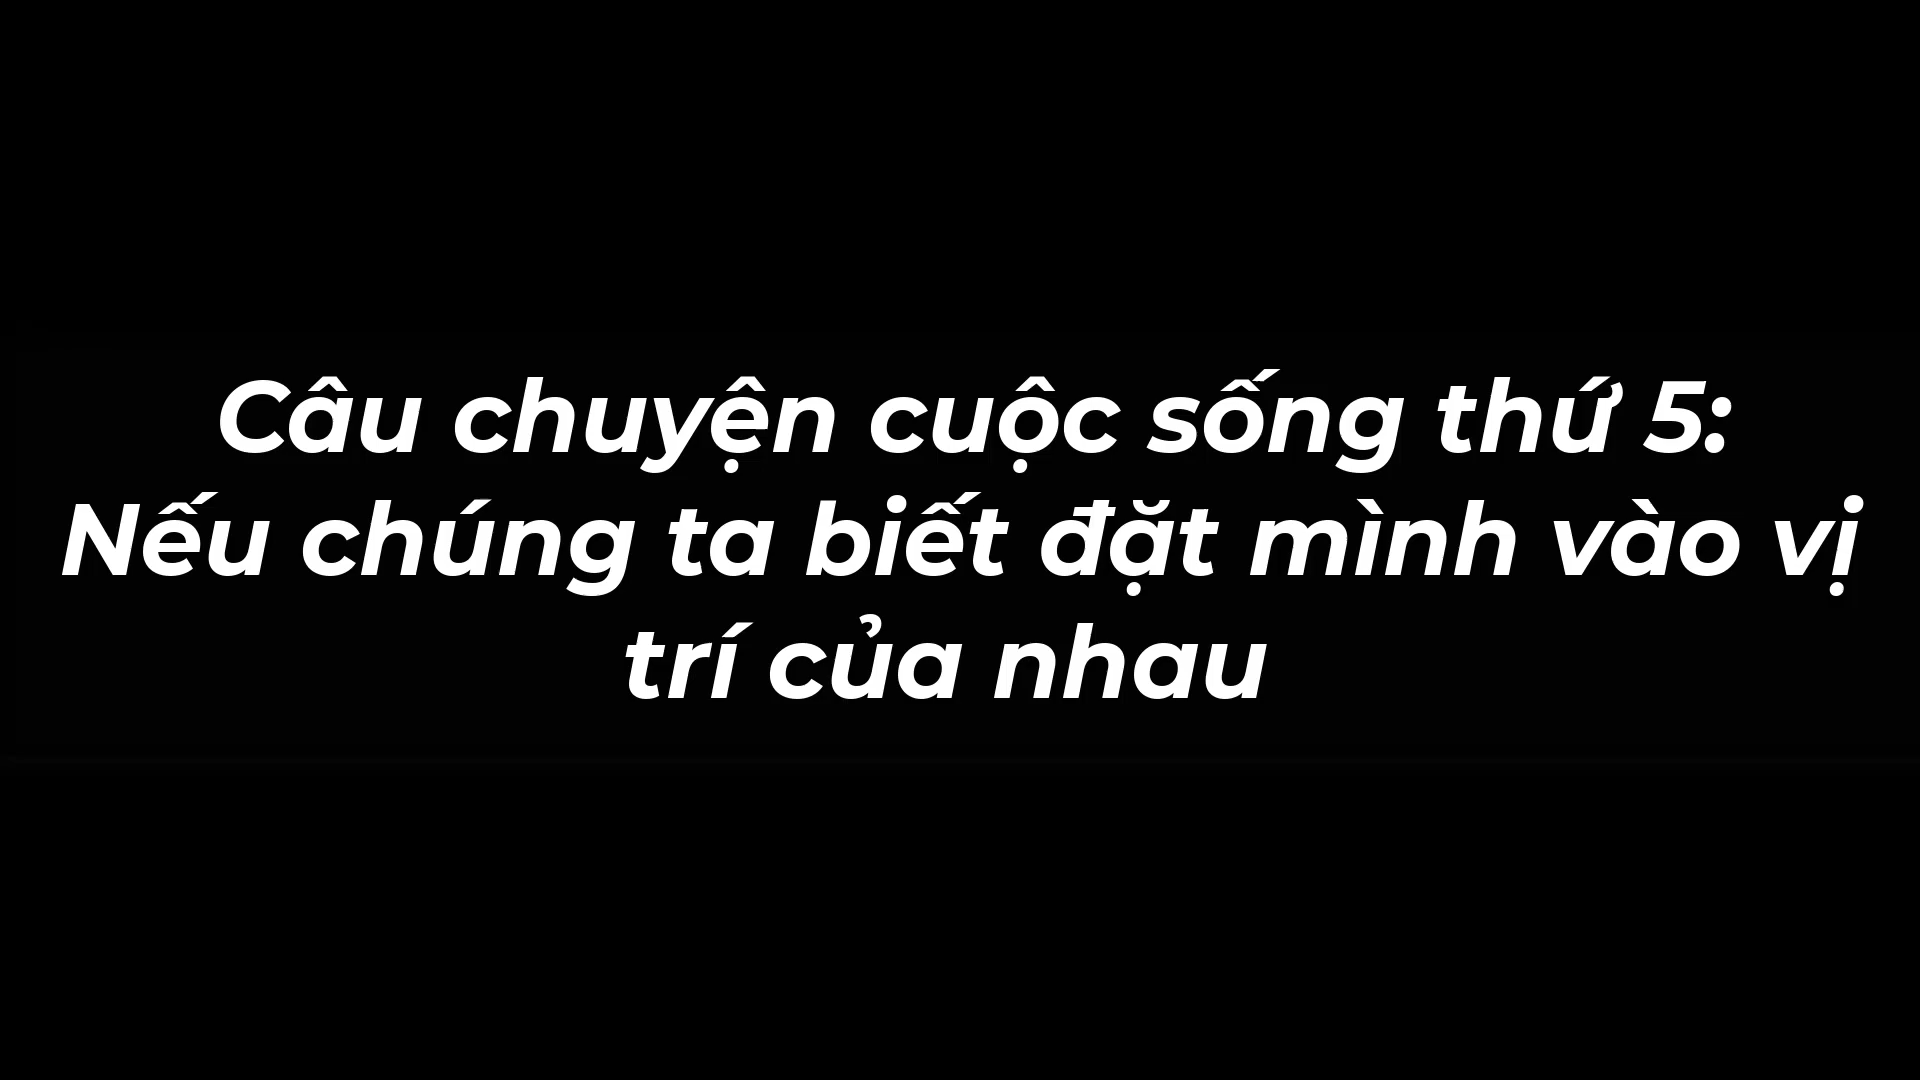 Câu chuyện cuộc sống thứ 5:
Nếu chúng ta biết đặt mình vào vị
trí của nhau